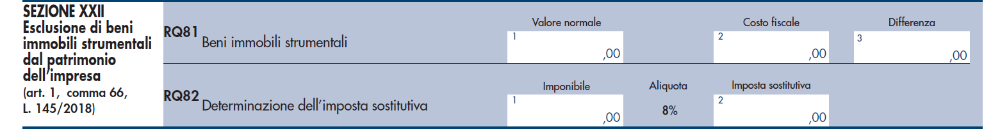 SEZIONE XXII
Esclusione di beni
immobili strumentali
dal patrimonio
dell'impresa
(art. 1, comma 66,
L. 145/2018)
Valore normale Costo fiscale Differenza
RQ81 Beni immobili strumentali 1 ,00 2 ,00 3 ,00
Imponibile Aliquota Imposta sostitutiva
RQ82 Determinazione dell'imposta sostitutiva 1 ,00 8% 2 ,00